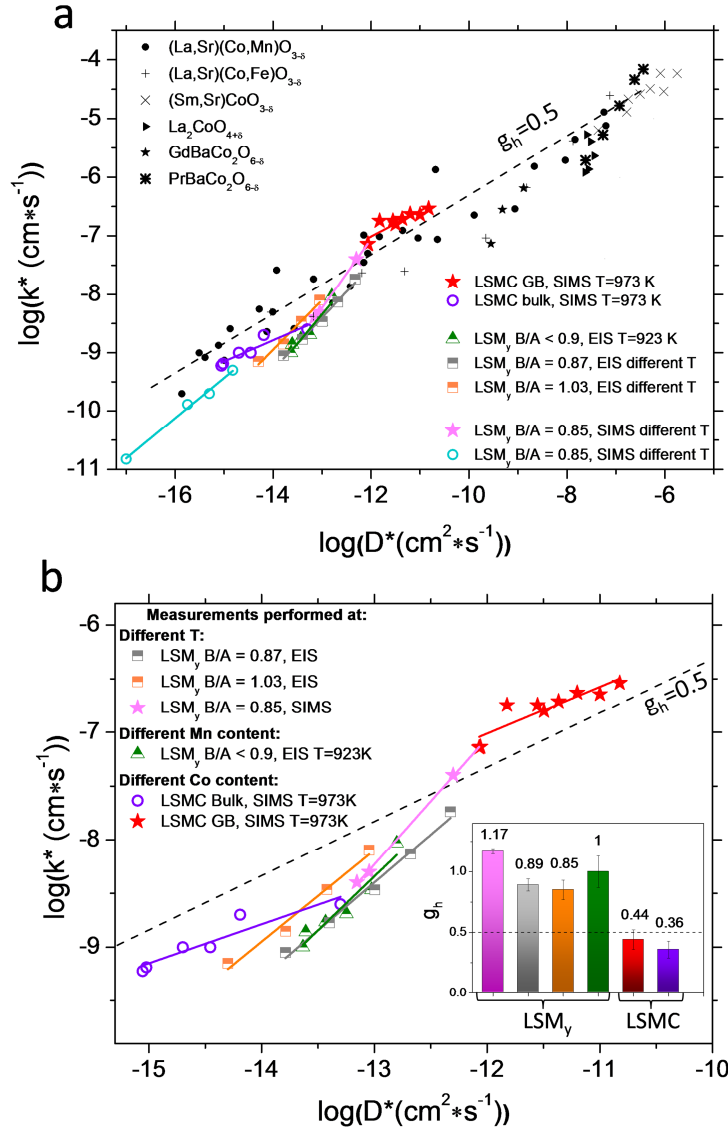 a
(La,Sr)(Co,Mn)O3-δ
(La,Sr)(Co,Fe)O3-δ
(Sm,Sr)CoO3-δ
La2CoO4+δ
GdBaCo2O6-δ
PrBaCo2O6-δ
gh=0.5
LSMC GB, SIMS T=973 K
LSMC bulk, SIMS T=973 K
LSMy B/A < 0.9, EIS T=923 K
LSMy B/A = 0.87, EIS different T
LSMy B/A = 1.03, EIS different T
LSMy B/A = 0.85, SIMS different T
LSMy B/A = 0.85, SIMS different T
log(k* (cm*s-1))
-4
-5
-6
-7
-8
-9
-10
-11
-16 -14 -12 -10 -8 -6
log(D*(cm2*s-1))
b
Measurements performed at:
Different T:
LSMy B/A = 0.87, EIS
LSMy B/A = 1.03, EIS
LSMy B/A = 0.85, SIMS
Different Mn content:
LSMy B/A < 0.9, EIS T=923K
Different Co content:
LSMC Bulk, SIMS T=973K
LSMC GB, SIMS T=973K
gh=0.5
log(k* (cm*s-1))
-6
-7
-8
-9
gh
1.0
0.5
0.0
1.17
0.89
0.85
1
0.44
0.36
LSMy LSMC
-15 -14 -13 -12 -11 -10
log(D*(cm2*s-1))